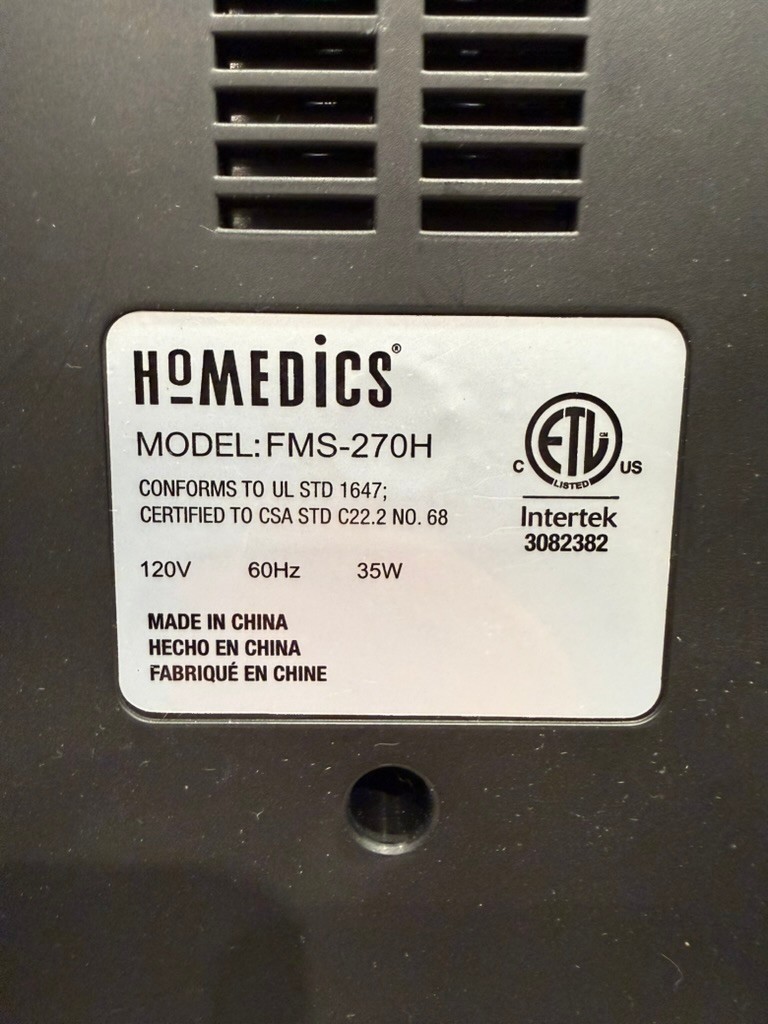 HoMEDiCS®
MODEL: FMS-270H
CONFORMS TO UL STD 1647;
CERTIFIED TO CSA STD C22.2 NO. 68
120V 60Hz 35W
MADE IN CHINA
HECHO EN CHINA
FABRIQUÉ EN CHINE
ETL CM
LISTED
C US
Intertek
3082382